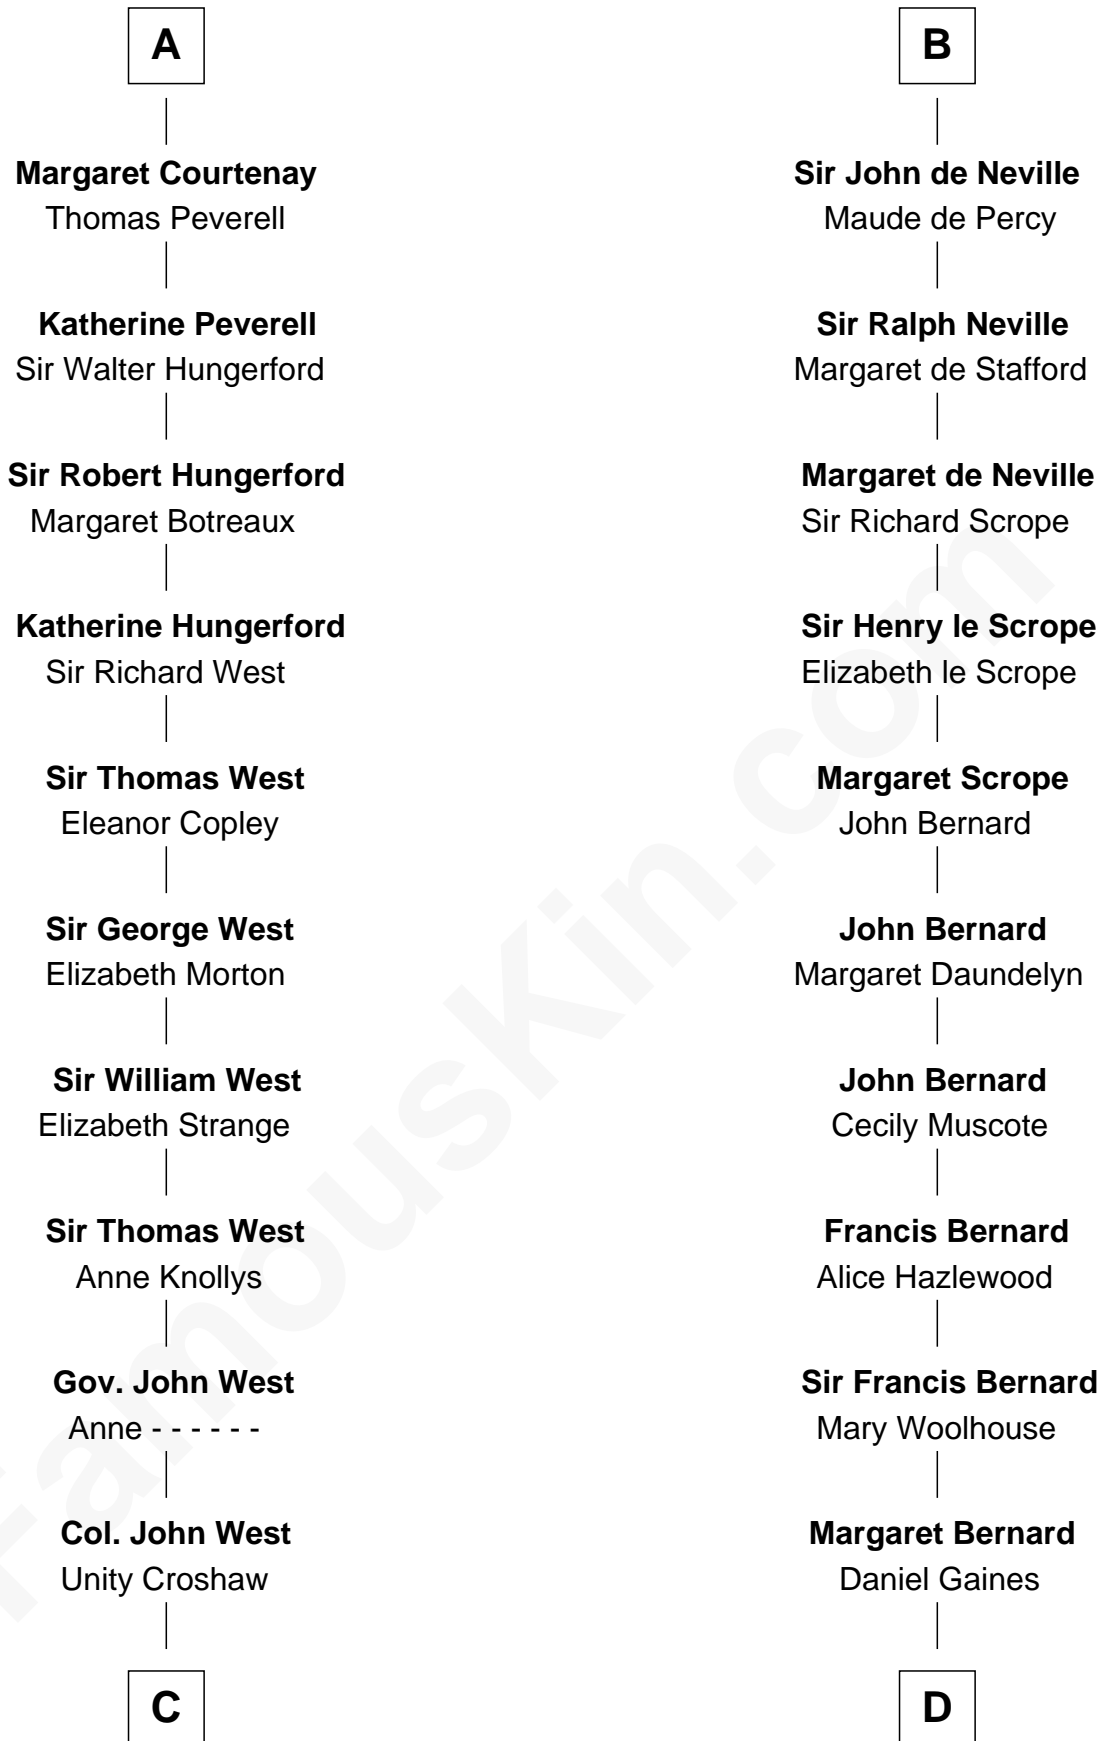 A
Margaret Courtenay
Thomas Peverell
Katherine Peverell
Sir Walter Hungerford
Sir Robert Hungerford
Margaret Botreaux
Katherine Hungerford
Sir Richard West
Sir Thomas West
Eleanor Copley
Sir George West
Elizabeth Morton
Sir William West
Elizabeth Strange
Sir Thomas West
Anne Knollys
Gov. John West
Anne - - - - - -
Col. John West
Unity Croshaw
C
B
Sir John de Neville
Maude de Percy
Sir Ralph Neville
Margaret de Stafford
Margaret de Neville
Sir Richard Scrope
Sir Henry le Scrope
Elizabeth le Scrope
Margaret Scrope
John Bernard
John Bernard
Margaret Daundelyn
John Bernard
Cecily Muscote
Francis Bernard
Alice Hazlewood
Sir Francis Bernard
Mary Woolhouse
Margaret Bernard
Daniel Gaines
D
FamousKin.com